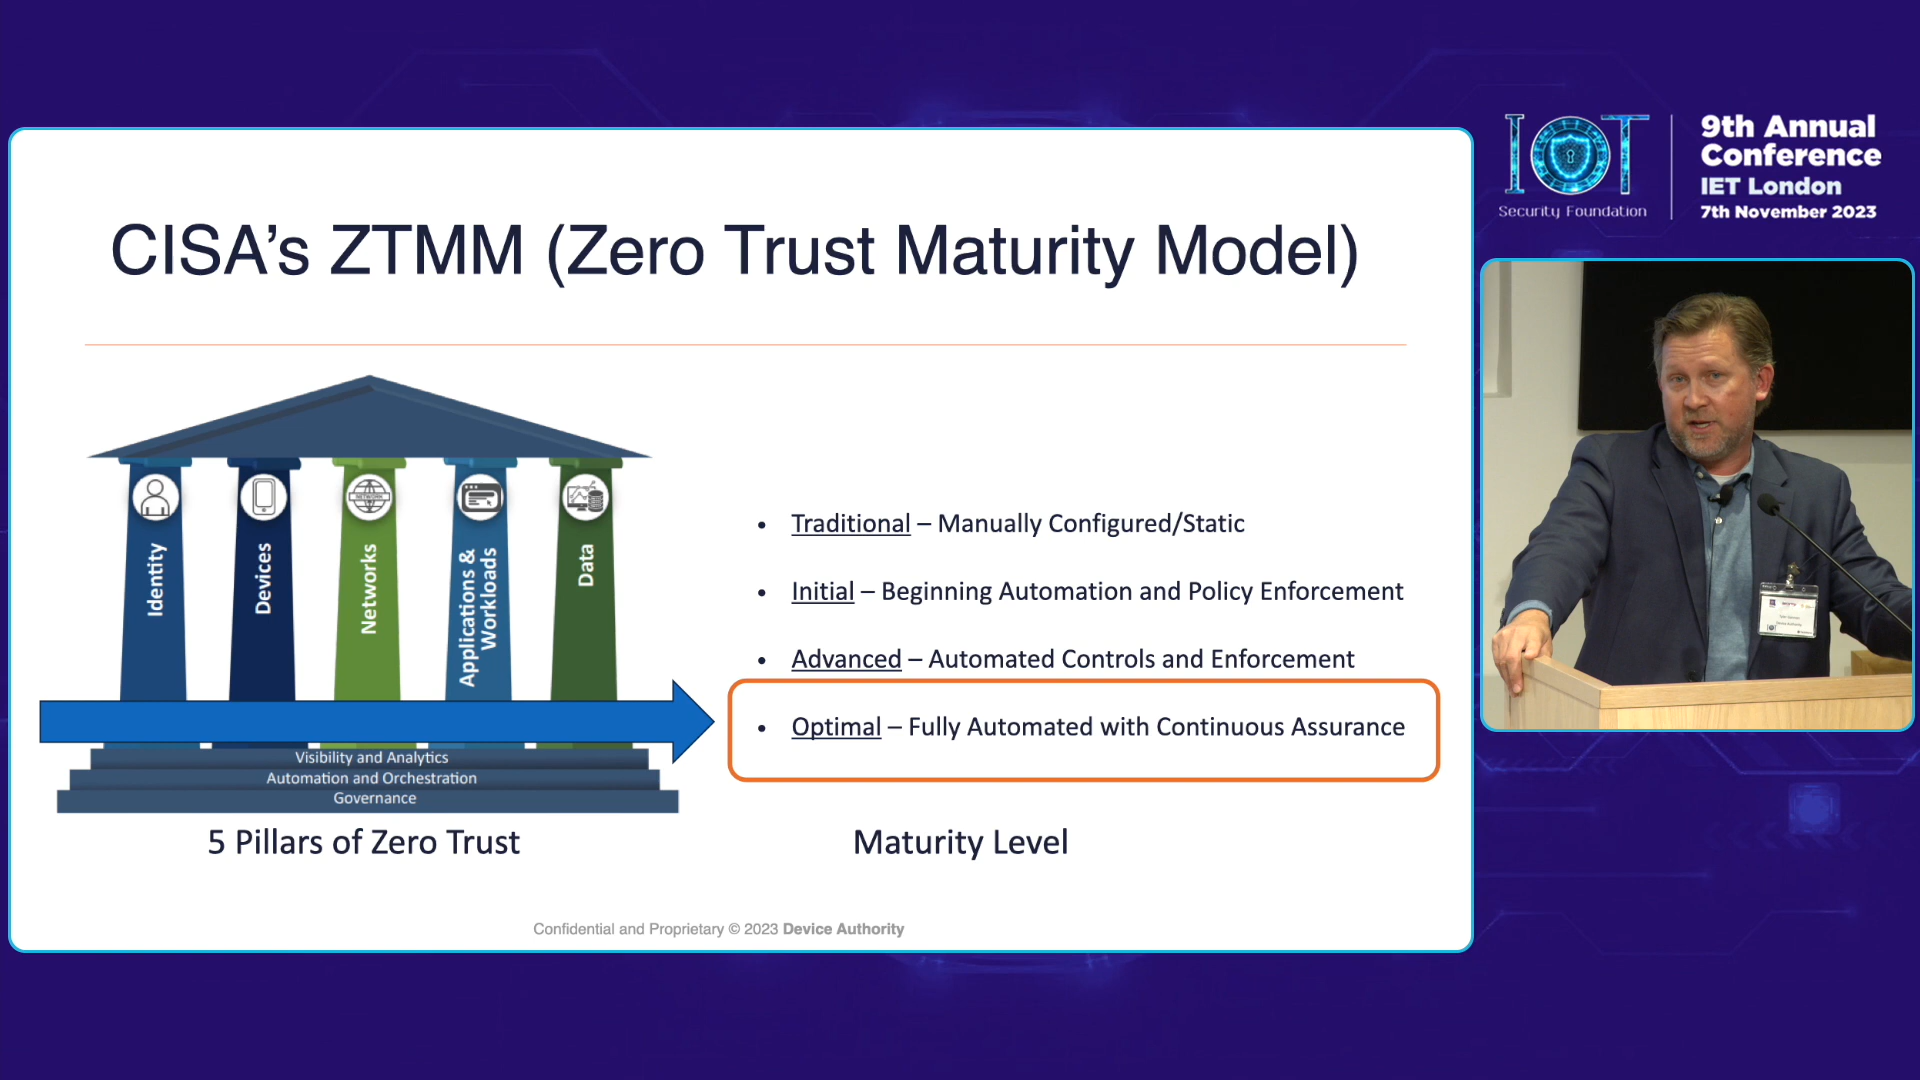 CISA’s ZTMM (Zero Trust Maturity Model)
Identity
Devices
NETWORK
Networks
Applications &
Workloads
Data
Visibility and Analytics
Automation and Orchestration
Governance
5 Pillars of Zero Trust
• Traditional – Manually Configured/Static
• Initial – Beginning Automation and Policy Enforcement
• Advanced – Automated Controls and Enforcement
• Optimal – Fully Automated with Continuous Assurance
Maturity Level
Confidential and Proprietary © 2023 Device Authority
IOT
Security Foundation
9th Annual
Conference
IET London
7th November 2023